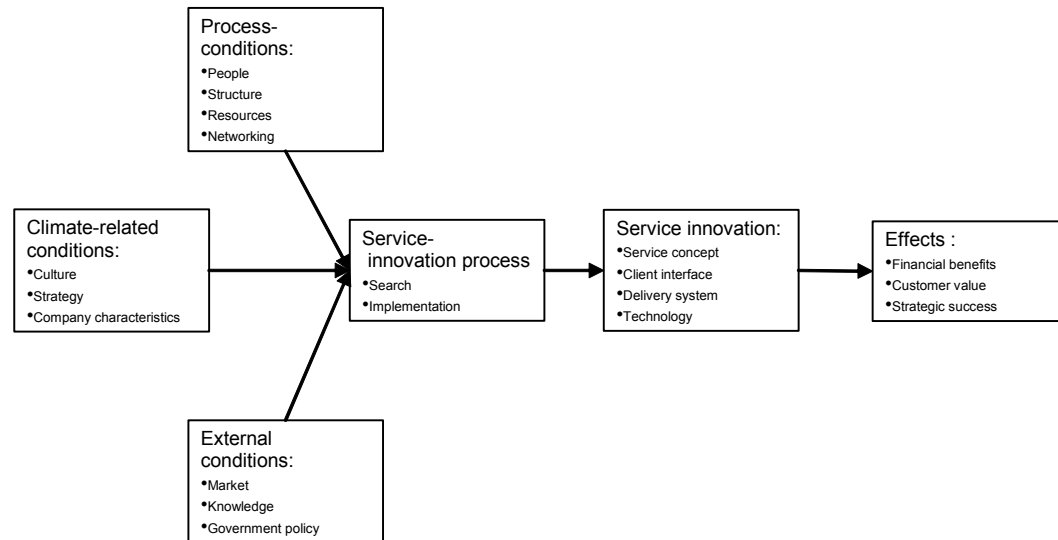 Process-
conditions:
•People
•Structure
•Resources
•Networking
Climate-related
conditions:
•Culture
•Strategy
•Company characteristics
Service-
innovation process
•Search
•Implementation
Service innovation:
•Service concept
•Client interface
•Delivery system
•Technology
Effects :
•Financial benefits
•Customer value
•Strategic success
External
conditions:
•Market
•Knowledge
•Government policy